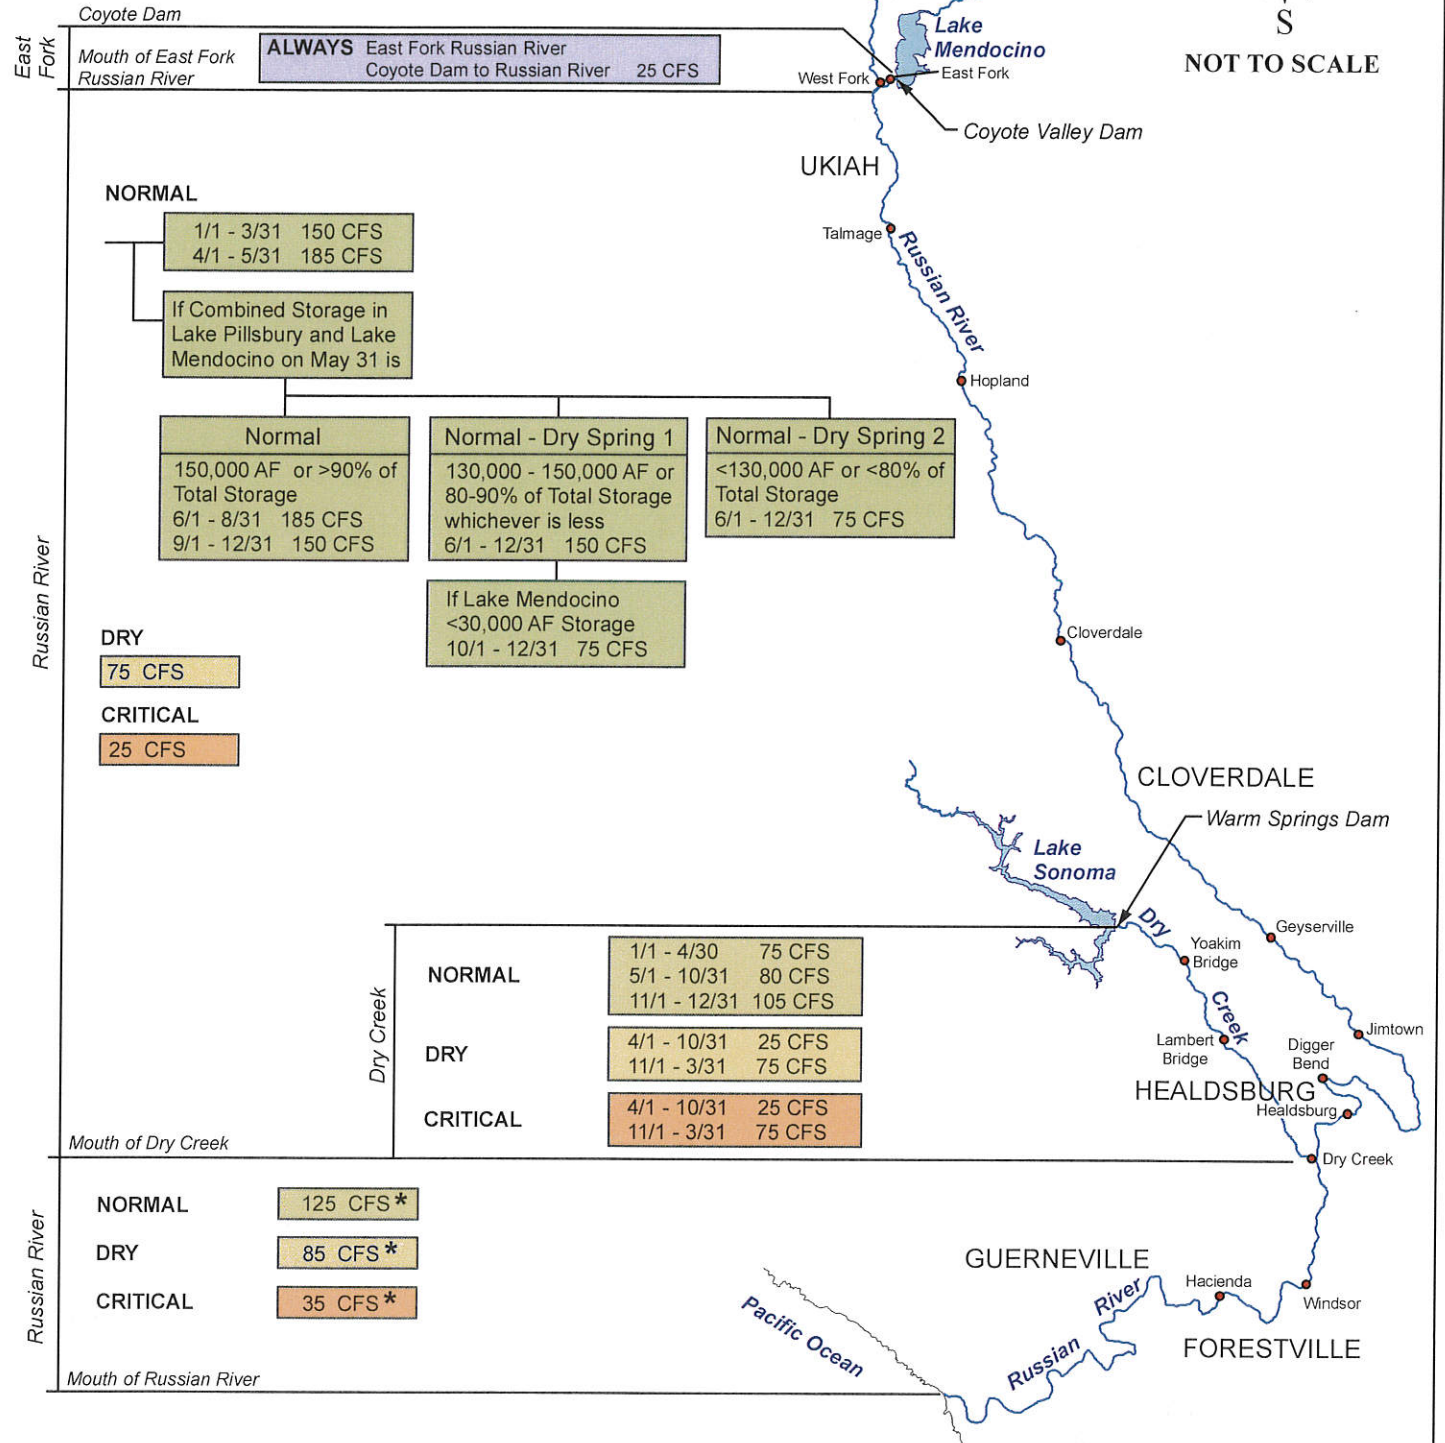 Coyote Dam
East
Fork
Mouth of East Fork
Russian River
ALWAYS East Fork Russian River
Coyote Dam to Russian River 25 CFS
Lake
Mendocino
West Fork
East Fork
S
NOT TO SCALE
Coyote Valley Dam
UKIAH
Talmage
Russian River
Hopland
NORMAL
1/1 - 3/31 150 CFS
4/1 - 5/31 185 CFS
If Combined Storage in
Lake Pillsbury and Lake
Mendocino on May 31 is
Normal
150,000 AF or >90% of
Total Storage
6/1 - 8/31 185 CFS
9/1 - 12/31 150 CFS
Normal - Dry Spring 1
130,000 - 150,000 AF or
80-90% of Total Storage
whichever is less
6/1 - 12/31 150 CFS
Normal - Dry Spring 2
<130,000 AF or <80% of
Total Storage
6/1 - 12/31 75 CFS
If Lake Mendocino
<30,000 AF Storage
10/1 - 12/31 75 CFS
Russian River
DRY
75 CFS
CRITICAL
25 CFS
Cloverdale
CLOVERDALE
Warm Springs Dam
Lake
Sonoma
Dry
Creek
Yoakim
Bridge
Geyserville
Lambert
Bridge
Jimtown
Digger
Bend
HEALDSBURG
Healdsburg
Dry Creek
Dry Creek
NORMAL
1/1 - 4/30 75 CFS
5/1 - 10/31 80 CFS
11/1 - 12/31 105 CFS
DRY
4/1 - 10/31 25 CFS
11/1 - 3/31 75 CFS
CRITICAL
4/1 - 10/31 25 CFS
11/1 - 3/31 75 CFS
Mouth of Dry Creek
Russian River
NORMAL
125 CFS*
DRY
85 CFS*
CRITICAL
35 CFS*
Mouth of Russian River
GUERNEVILLE
Hacienda
Windsor
FORESTVILLE
Russian
River
Pacific Ocean